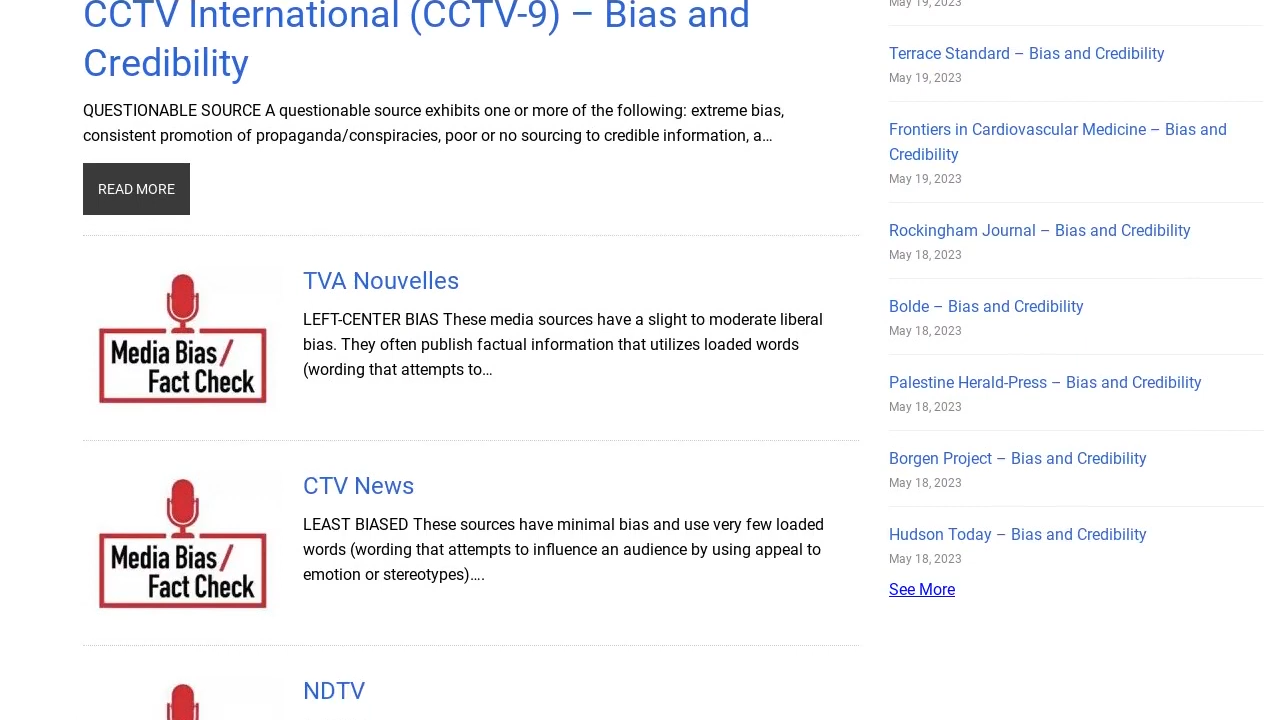 CCTV International (CCTV-9) – Bias and
Credibility
QUESTIONABLE SOURCE A questionable source exhibits one or more of the following: extreme bias,
consistent promotion of propaganda/conspiracies, poor or no sourcing to credible information, a…
READ MORE
Media Bias/
Fact Check
TVA Nouvelles
LEFT-CENTER BIAS These media sources have a slight to moderate liberal
bias. They often publish factual information that utilizes loaded words
(wording that attempts to…
Media Bias/
Fact Check
CTV News
LEAST BIASED These sources have minimal bias and use very few loaded
words (wording that attempts to influence an audience by using appeal to
emotion or stereotypes)….
NDTV
May 19, 2023
Terrace Standard – Bias and Credibility
May 19, 2023
Frontiers in Cardiovascular Medicine – Bias and
Credibility
May 19, 2023
Rockingham Journal – Bias and Credibility
May 18, 2023
Bolde – Bias and Credibility
May 18, 2023
Palestine Herald-Press – Bias and Credibility
May 18, 2023
Borgen Project – Bias and Credibility
May 18, 2023
Hudson Today – Bias and Credibility
May 18, 2023
See More